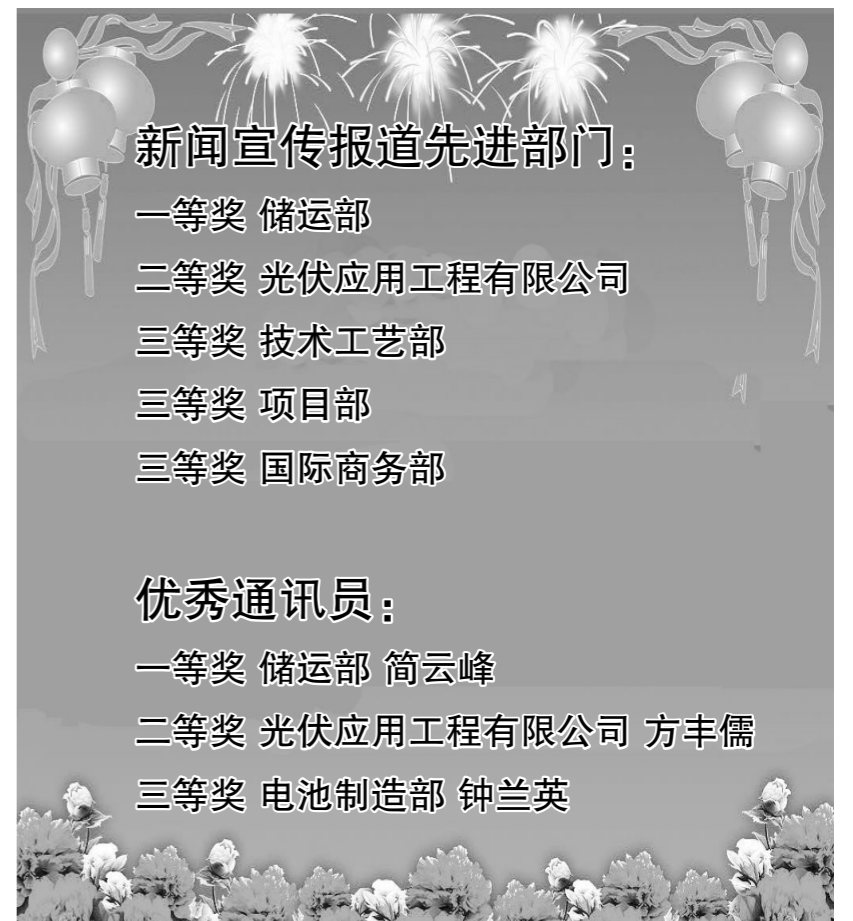 新闻宣传报道先进部门：
一等奖 储运部
二等奖 光伏应用工程有限公司
三等奖 技术工艺部
三等奖 项目部
三等奖 国际商务部
优秀通讯员：
一等奖 储运部 简云峰
二等奖 光伏应用工程有限公司 方丰儒
三等奖 电池制造部 钟兰英